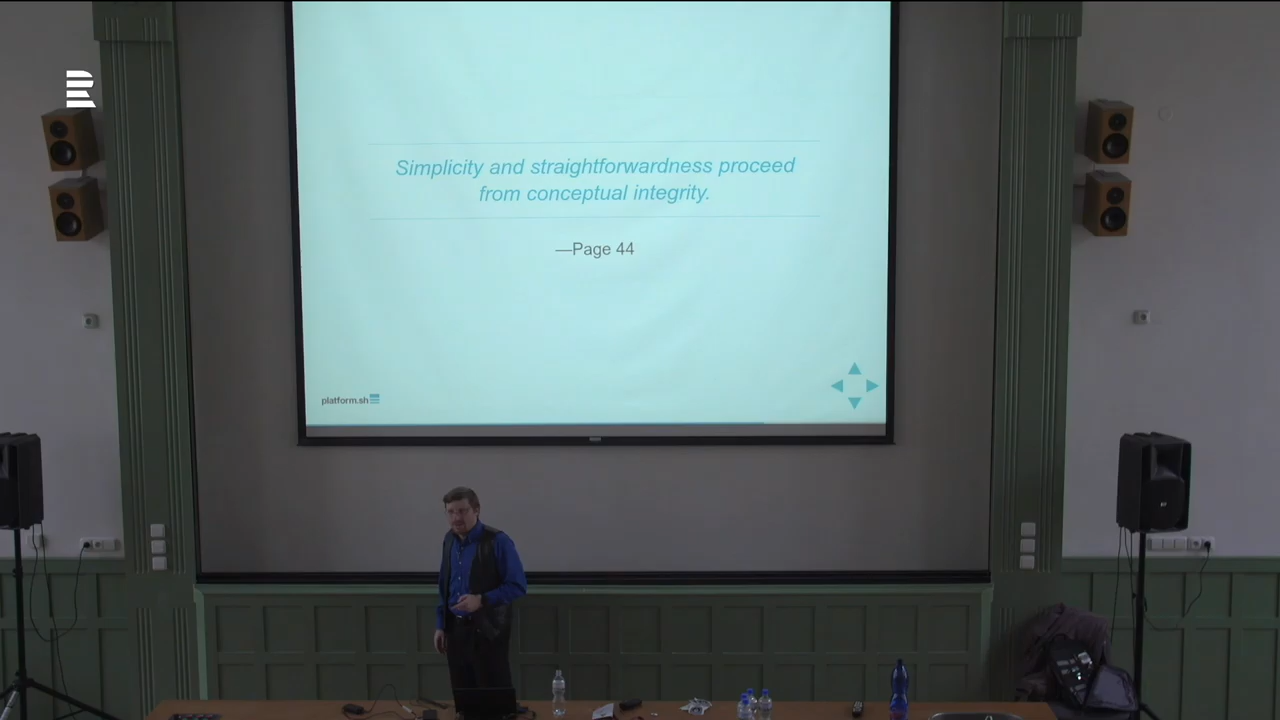 Simplicity and straightforwardness proceed
from conceptual integrity.
—Page 44
platform.sh